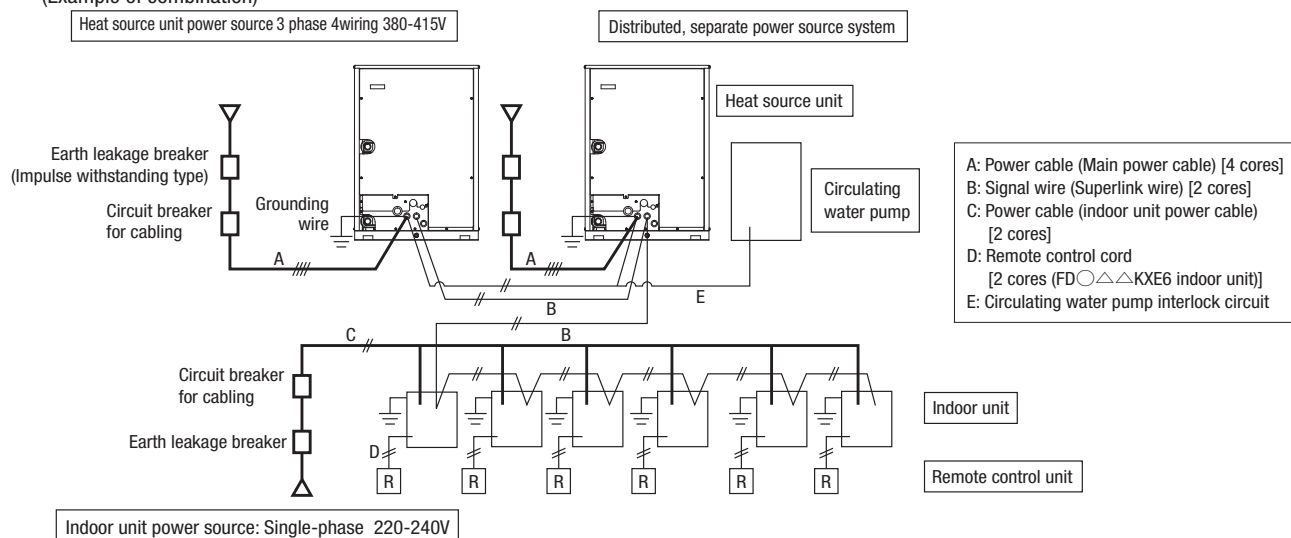 (Example of combination)
Heat source unit power source 3 phase 4wiring 380-415V
Distributed, separate power source system
Heat source unit
Earth leakage breaker
(Impulse withstanding type)
Circuit breaker
for cabling
Grounding
wire
Circulating
water pump
A: Power cable (Main power cable) [4 cores]
B: Signal wire (Superlink wire) [2 cores]
C: Power cable (indoor unit power cable)
[2 cores]
D: Remote control cord
[2 cores (FD○△△KXE6 indoor unit)]
E: Circulating water pump interlock circuit
A
A
E
B
C
B
Circuit breaker
for cabling
Earth leakage breaker
Indoor unit
D
R
R
R
R
R
R
Remote control unit
Indoor unit power source: Single-phase 220-240V